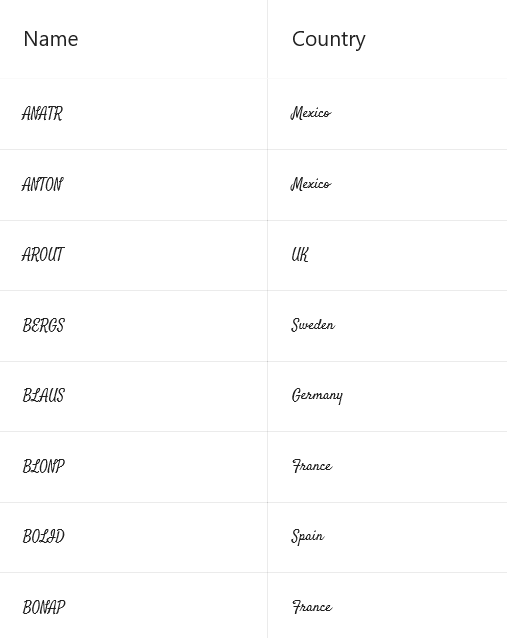 Name Country
ANATR Mexico
ANTON Mexico
AROUT UK
BERGS Sweden
BLAUS Germany
BLONP France
BOLID Spain
BONAP France